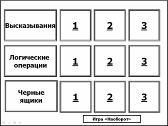 Высказывания 1 2 3
Логические
операции 1 2 3
Черные
ящики 1 2 3
Игра «Наоборот»